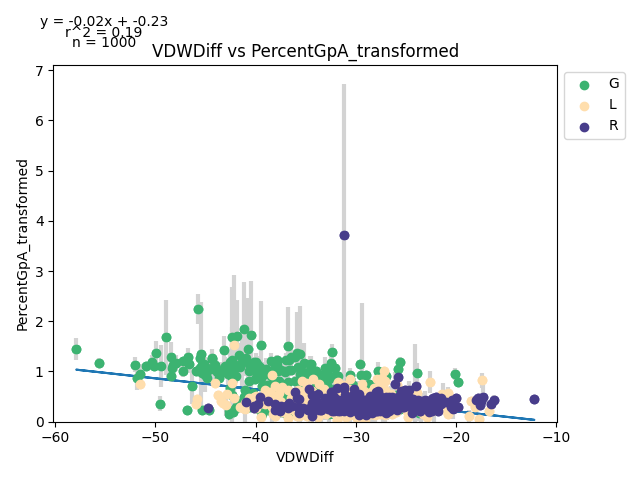 y = -0.02x + -0.23
r^2 = 0.19
n = 1000
VDWDiff vs PercentGpA_transformed
7
6
5
4
3
2
1
0
PercentGpA_transformed
−60 −50 −40 −30 −20 −10
VDWDiff
G
L
R